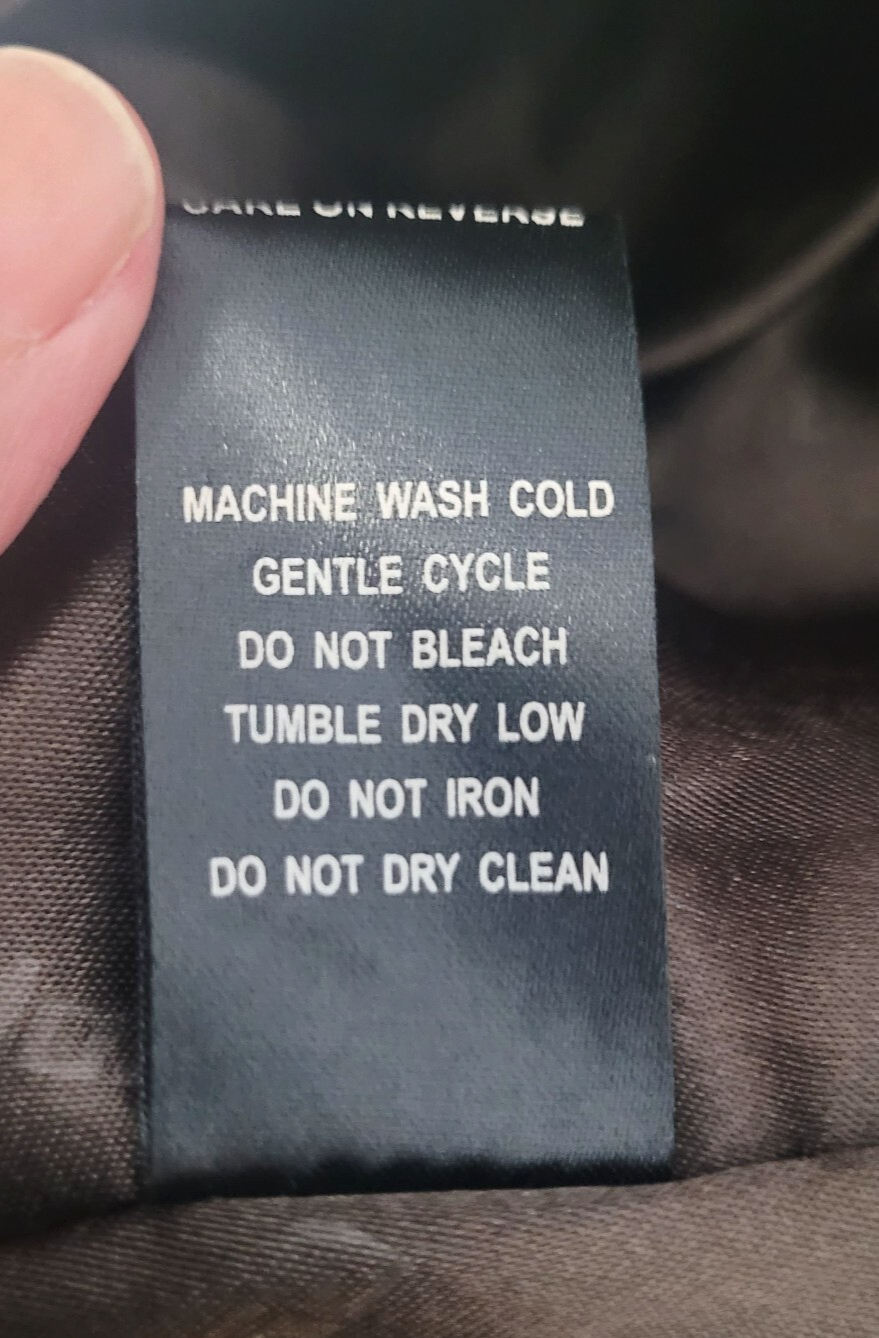 CARE ON REVERSE
MACHINE WASH COLD
GENTLE CYCLE
DO NOT BLEACH
TUMBLE DRY LOW
DO NOT IRON
DO NOT DRY CLEAN